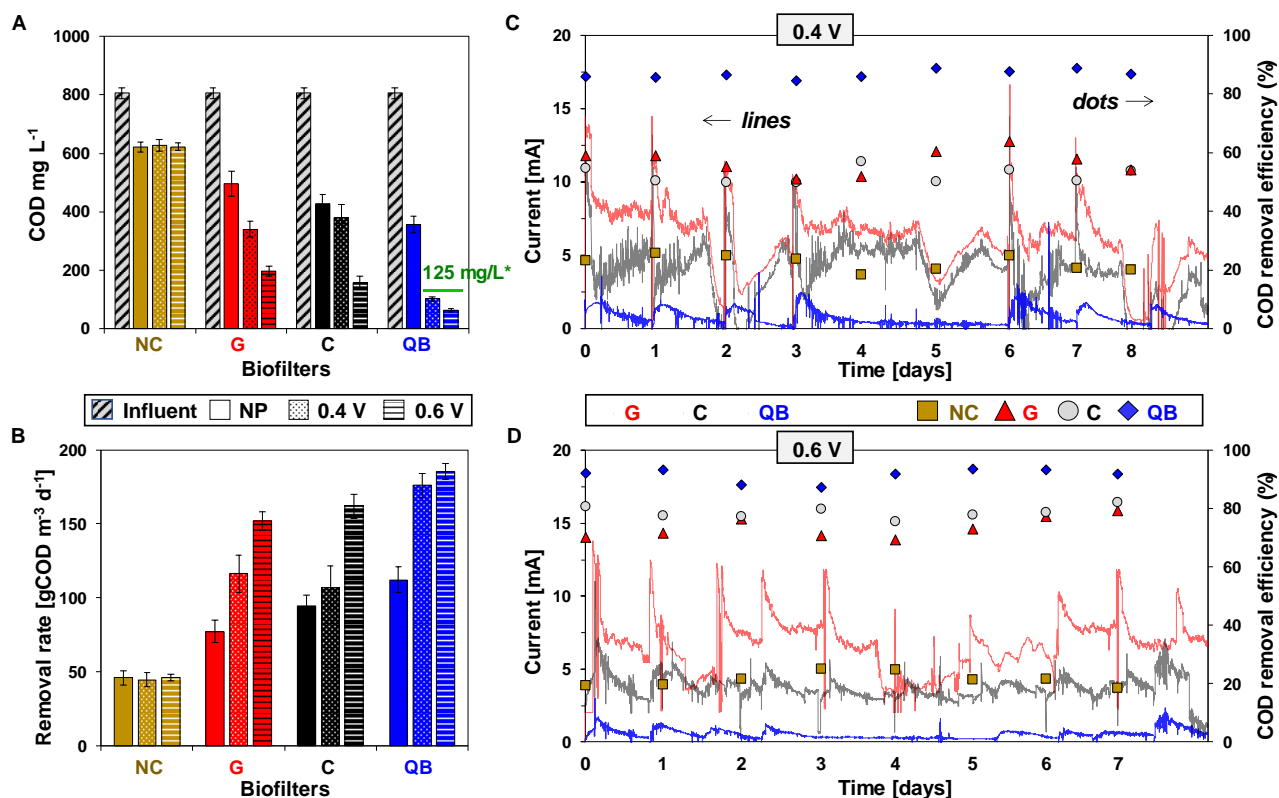 A
COD mg L-1
1000
800
600
400
200
0
125 mg/L*
NC G C QB
Biofilters
Influent NP 0.4 V 0.6 V
B
Removal rate [gCOD m-3 d-1]
200
150
100
50
0
NC G C QB
Biofilters
C
0.4 V
Current [mA]
20
15
10
5
0
lines
dots
COD removal efficiency (%)
100
80
60
40
20
0
0 1 2 3 4 5 6 7 8
Time [days]
G C QB NC G C QB
D
0.6 V
Current [mA]
20
15
10
5
0
COD removal efficiency (%)
100
80
60
40
20
0
0 1 2 3 4 5 6 7
Time [days]